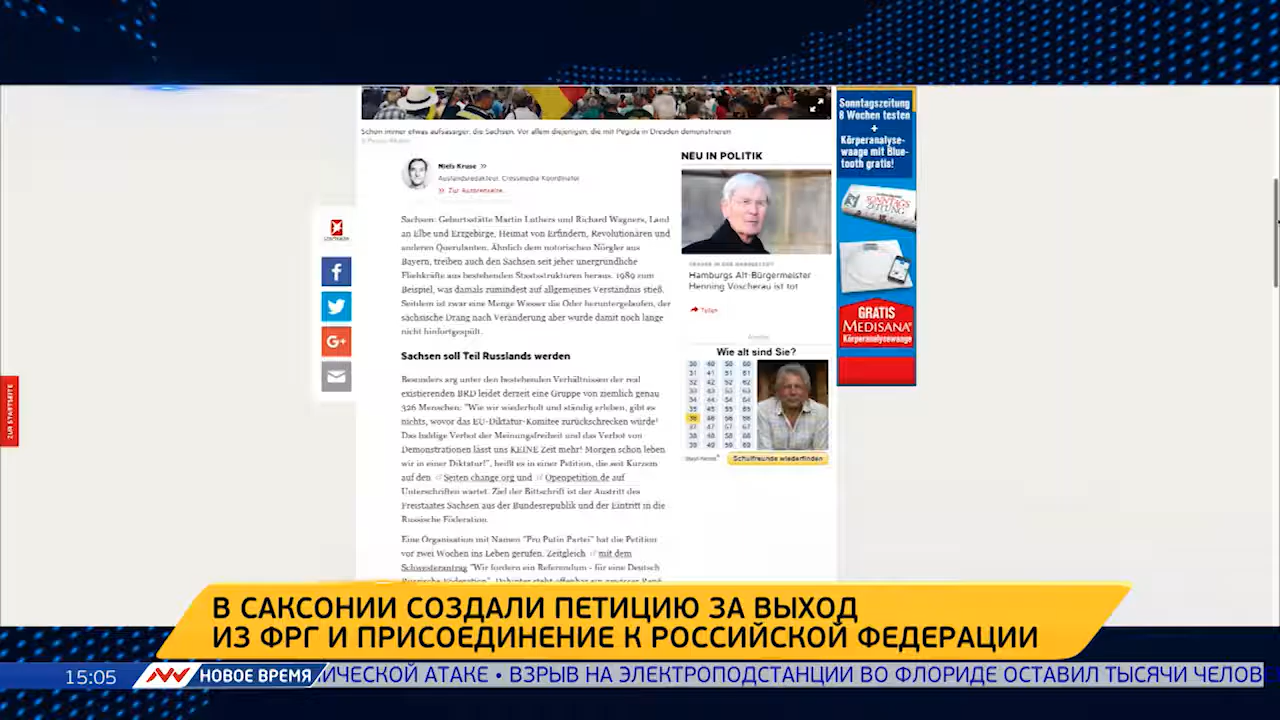 Schon immer etwas aufsässiger, die Sachsen. Vor allem diejenigen, die mit Pegida in Dresden demonstrieren
Niels Kruse
Auslandsredakteur, Crossmedia Koordinator
Zur Autorenseite
Sachsen: Geburtsstätte Martin Luthers und Richard Wagners, Land
an Elbe und Erzgebirge, Heimat von Erfindern, Revolutionären und
anderen Querulanten. Ähnlich dem notorischen Nörgler aus
Bayern, treiben auch den Sachsen seit jeher unergründliche
Fliehkräfte aus bestehenden Staatsstrukturen heraus. 1989 zum
Beispiel, was damals zumindest auf allgemeines Verständnis stieß.
Seitdem ist zwar eine Menge Wasser die Oder heruntergelaufen, der
sächsische Drang nach Veränderung aber wurde damit noch lange
nicht hinfortgespült.
Sachsen soll Teil Russlands werden
Besonders arg unter den bestehenden Verhältnissen der real
existierenden BRD leidet derzeit eine Gruppe von ziemlich genau
326 Menschen: "Wie wir wiederholt und ständig erleben, gibt es
nichts, wovor das EU-Diktatur-Komitee zurückschrecken würde!
Das baldige Verbot der Meinungsfreiheit und das Verbot von
Demonstrationen lässt uns KEINE Zeit mehr! Morgen schon leben
wir in einer Diktatur!", heißt es in einer Petition, die seit Kurzem
auf den Seiten change.org und Openpetition.de auf
Unterschriften wartet. Ziel der Bittschrift ist der Austritt des
Freistaates Sachsen aus der Bundesrepublik und der Eintritt in die
Russische Föderation.
Eine Organisation mit Namen "Pro Putin Partei" hat die Petition
vor zwei Wochen ins Leben gerufen. Zeitgleich mit dem
Schwesterantrag "Wir fordern ein Referendum - für eine Deutsch
NEU IN POLITIK
Hamburgs Alt-Bürgermeister
Henning Voscherau ist tot
Teilen
Anzeige
Wie alt sind Sie?
Schulfreunde wiederfinden
Sonntagszeitung
8 Wochen testen
+
Körperanalyse-
waage mit Blue-
tooth gratis!
SONNTAGS
ZEITUNG
GRATIS
MEDISANA®
Körperanalysewaage
f
G+
ZUR STARTSEITE
В САКСОНИИ СОЗДАЛИ ПЕТИЦИЮ ЗА ВЫХОД
ИЗ ФРГ И ПРИСОЕДИНЕНИЕ К РОССИЙСКОЙ ФЕДЕРАЦИИ
15:05 НОВОЕ ВРЕМЯ ИЧЕСКОЙ АТАКЕ • ВЗРЫВ НА ЭЛЕКТРОПОДСТАНЦИИ ВО ФЛОРИДЕ ОСТАВИЛ ТЫСЯЧИ ЧЕЛОВ